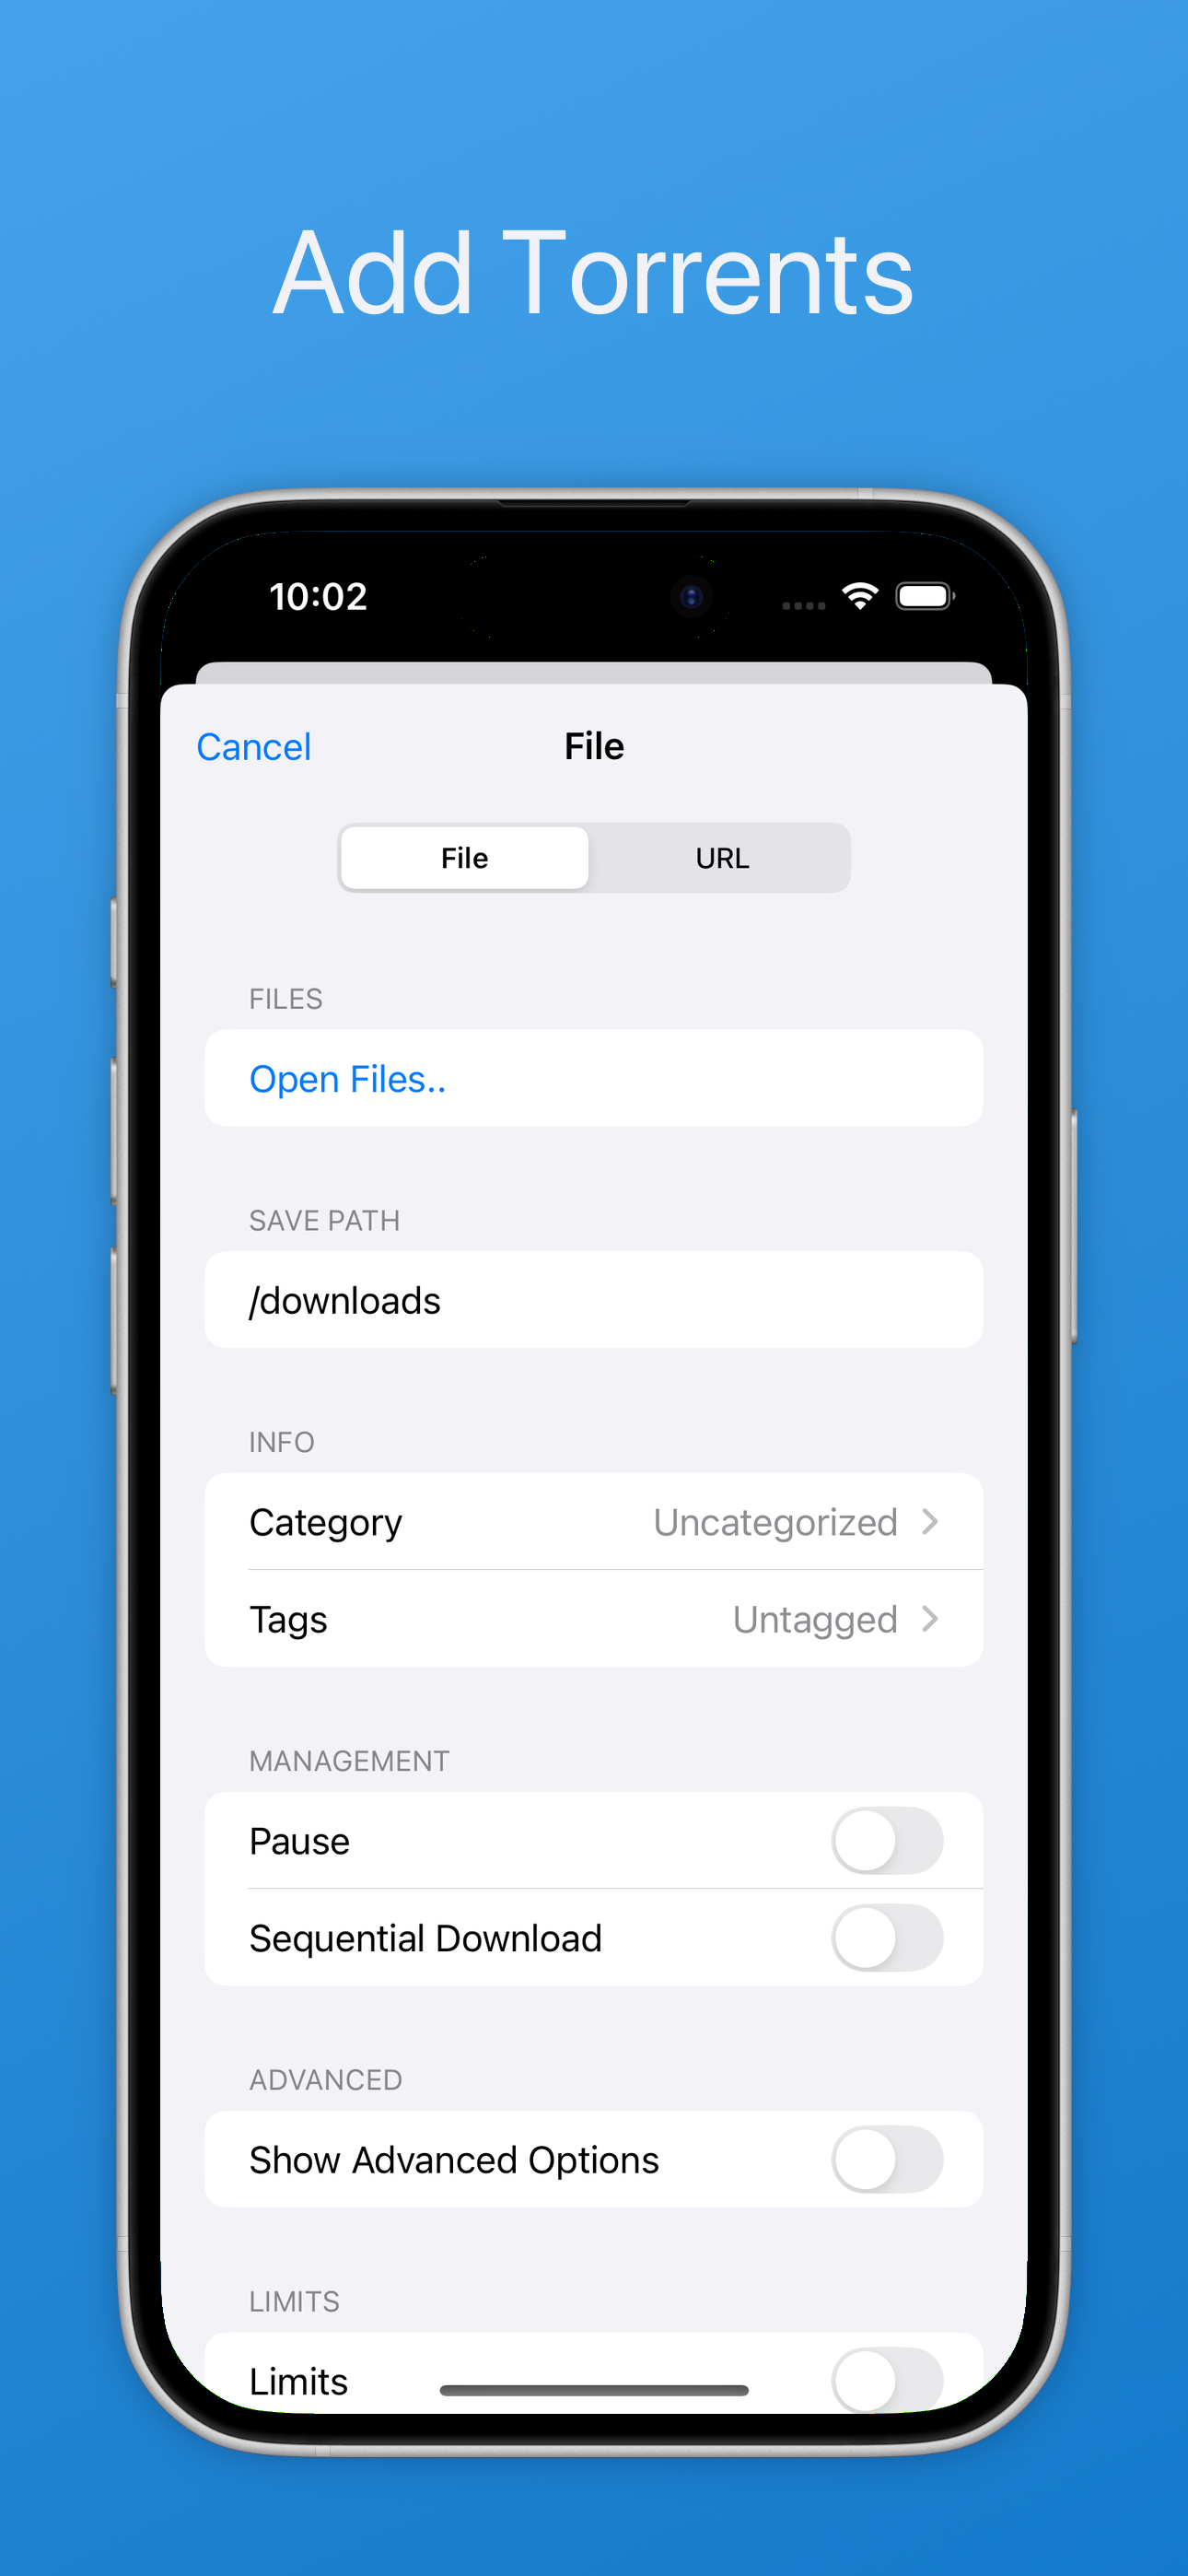 Add Torrents
10:02
Cancel
File
File
URL
FILES
Open Files..
SAVE PATH
/downloads
INFO
Category
Uncategorized
Tags
Untagged
MANAGEMENT
Pause
Sequential Download
ADVANCED
Show Advanced Options
LIMITS
Limits